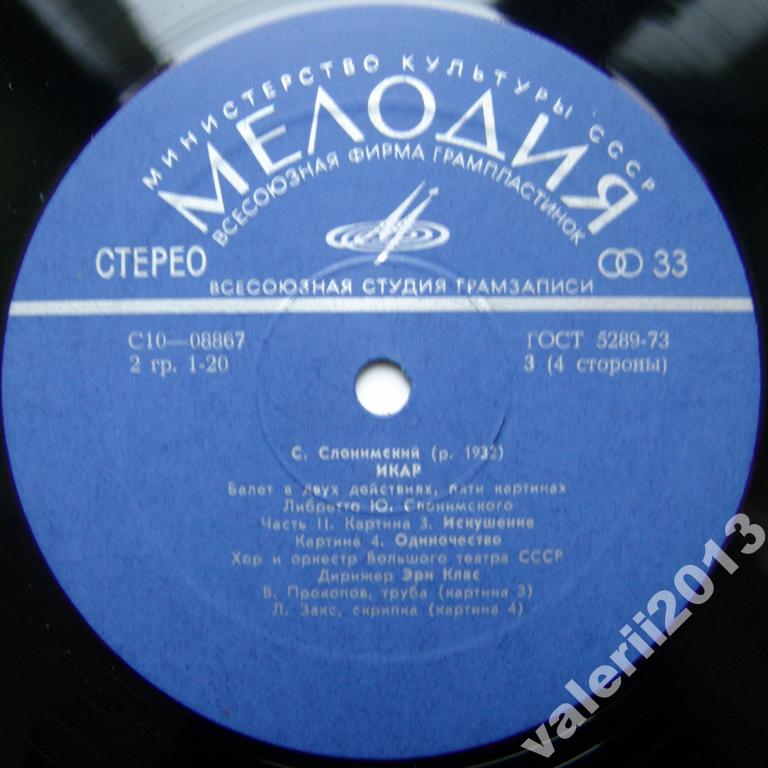 МИНИСТЕРСТВО КУЛЬТУРЫ СССР
МЕЛОДИЯ
ВСЕСОЮЗНАЯ ФИРМА ГРАМПЛАСТИНОК
СТЕРЕО
33
ВСЕСОЮЗНАЯ СТУДИЯ ГРАМЗАПИСИ
С10—08867
ГОСТ 5289-73
2 гр. 1-20
3 (4 стороны)
С. Слонимский (р. 1932)
ИКАР
Балет в двух действиях, пяти картинах
Либретто Ю. Слонимского
Часть II. Картина 3. Искушение
Картина 4. Одиночество
Хор и оркестр Большого театра СССР
Дирижер Эри Клас
В. Прокопов, труба (картина 3)
Л. Закс, скрипка (картина 4)
valerii2013